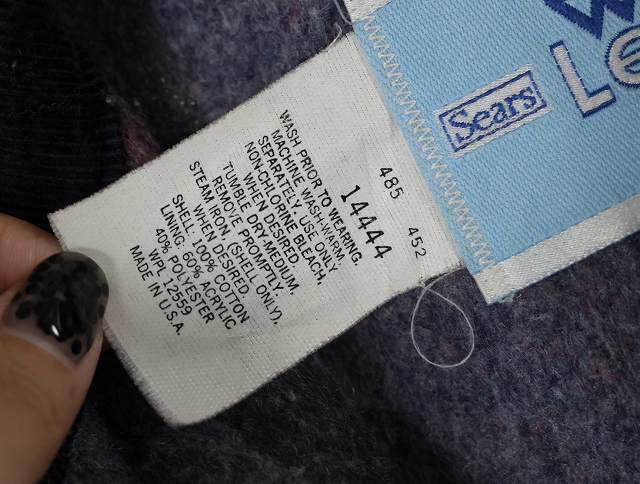 Sears
485 452
14444
WASH PRIOR TO WEARING.
MACHINE WASH-WARM,
SEPARATELY. USE ONLY
NON-CHLORINE BLEACH,
WHEN DESIRED.
TUMBLE DRY-MEDIUM.
REMOVE PROMPTLY.
STEAM IRON (SHELL ONLY),
WHEN DESIRED.
SHELL: 100% COTTON
LINING: 60% ACRYLIC
40% POLYESTER
WPL 12559
MADE IN U.S.A.